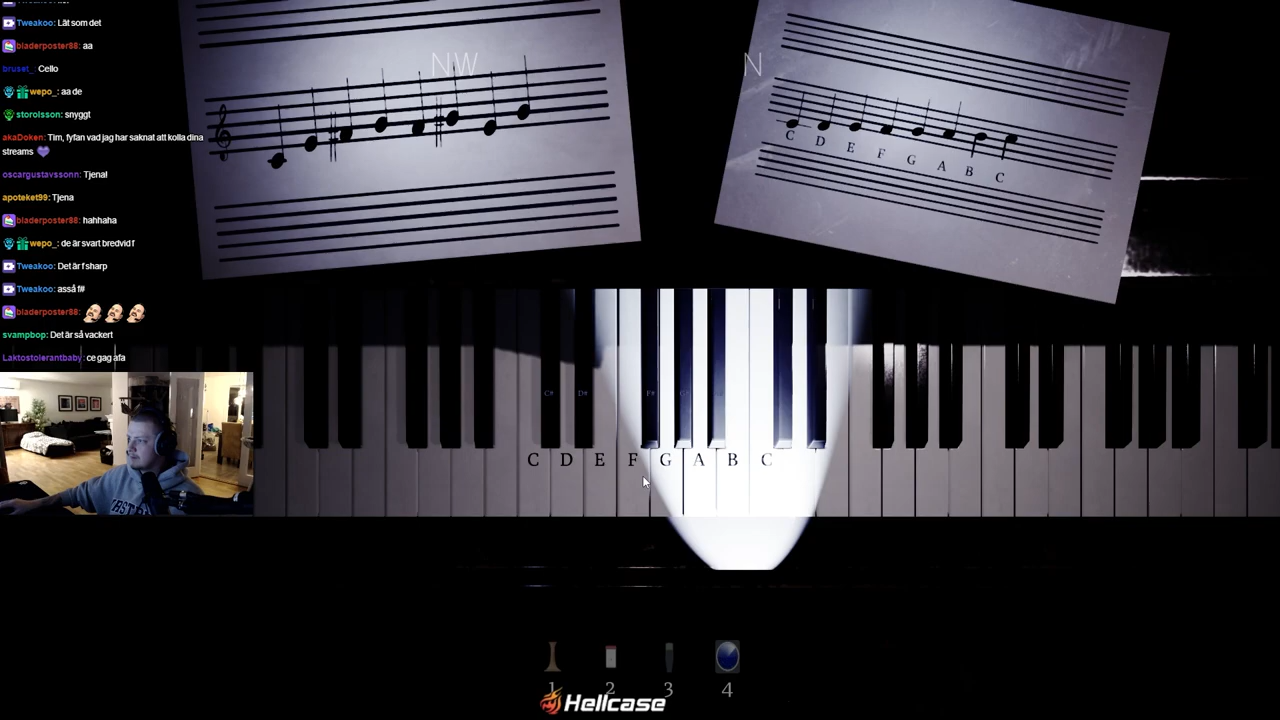 Tweakoo: Låt som det
bladerposter88: aa
bruset_: Cello
wepo_: aa de
storolsson: snyggt
akaDoken: Tim, fyfan vad jag har saknat att kolla dina
streams
oscargustavssonn: Tjena!
apoteket99: Tjena
bladerposter88: hahhaha
wepo_: de är svart bredvid f
Tweakoo: Det är f sharp
Tweakoo: asså f#
bladerposter88:
svampbop: Det är så vackert
Laktostolerantbaby: ce gag afa
NW
N
C D E F G A B C
C# D# F# G#
C D E F G A B C
1 2 3 4
Hellcase